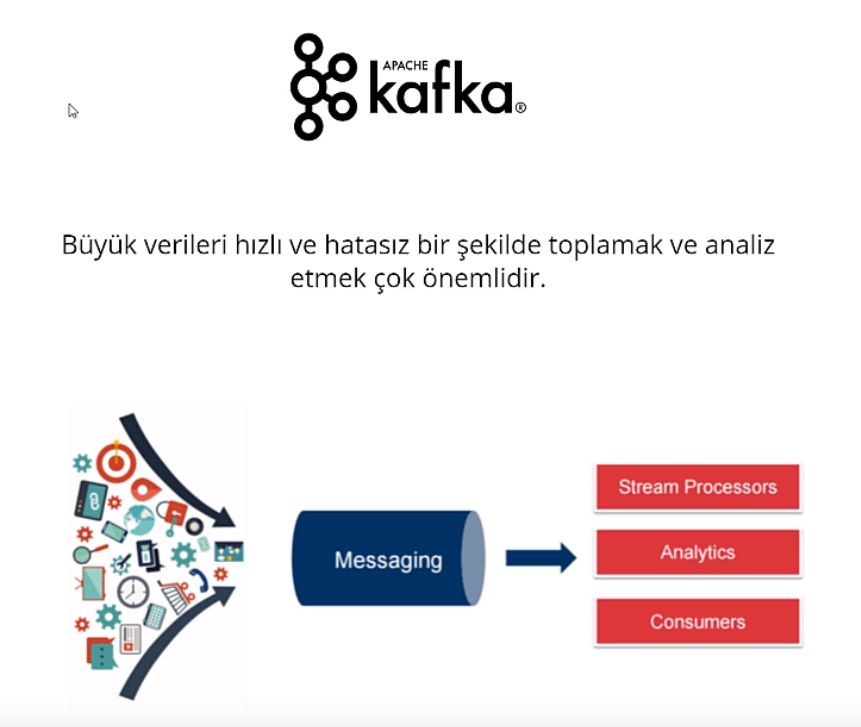 APACHE
kafka®
Büyük verileri hızlı ve hatasız bir şekilde toplamak ve analiz
etmek çok önemlidir.
Messaging
Stream Processors
Analytics
Consumers